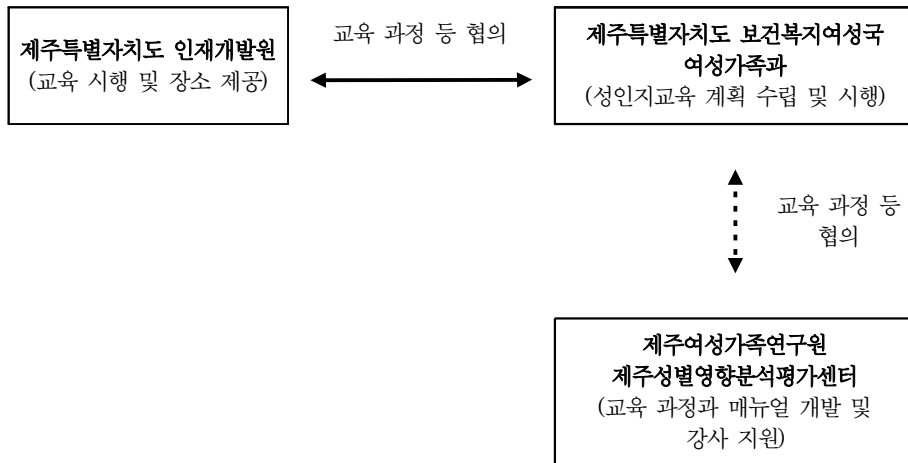 제주특별자치도 인재개발원
(교육 시행 및 장소 제공)
교육 과정 등 협의
제주특별자치도 보건복지여성국
여성가족과
(성인지교육 계획 수립 및 시행)
교육 과정 등
협의
제주여성가족연구원
제주성별영향분석평가센터
(교육 과정과 매뉴얼 개발 및
강사 지원)